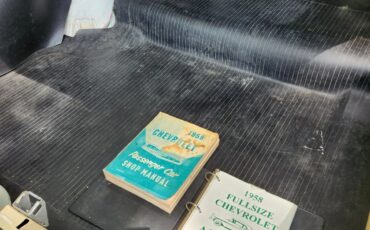 1958
CHEVROLET
Passenger Car
SHOP MANUAL
1958
FULLSIZE
CHEVROLET